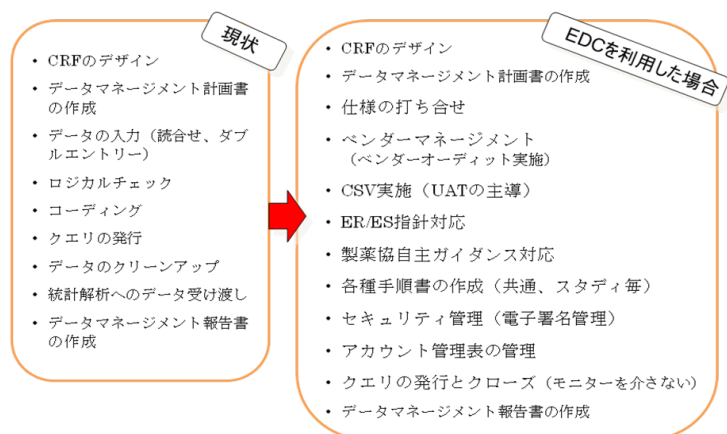 現状
・ CRFのデザイン
・ データマネージメント計画書
の作成
・ データの入力（読合せ、ダブ
ルエントリー）
・ ロジカルチェック
・ コーディング
・ クエリの発行
・ データのクリーンアップ
・ 統計解析へのデータ受け渡し
・ データマネージメント報告書
の作成
EDCを利用した場合
・ CRFのデザイン
・ データマネージメント計画書の作成
・ 仕様の打ち合せ
・ ベンダーマネージメント
（ベンダーオーディット実施）
・ CSV実施（UATの主導）
・ ER/ES指針対応
・ 製薬協自主ガイダンス対応
・ 各種手順書の作成（共通、スタディ毎）
・ セキュリティ管理（電子署名管理）
・ アカウント管理表の管理
・ クエリの発行とクローズ（モニターを介さない）
・ データマネージメント報告書の作成